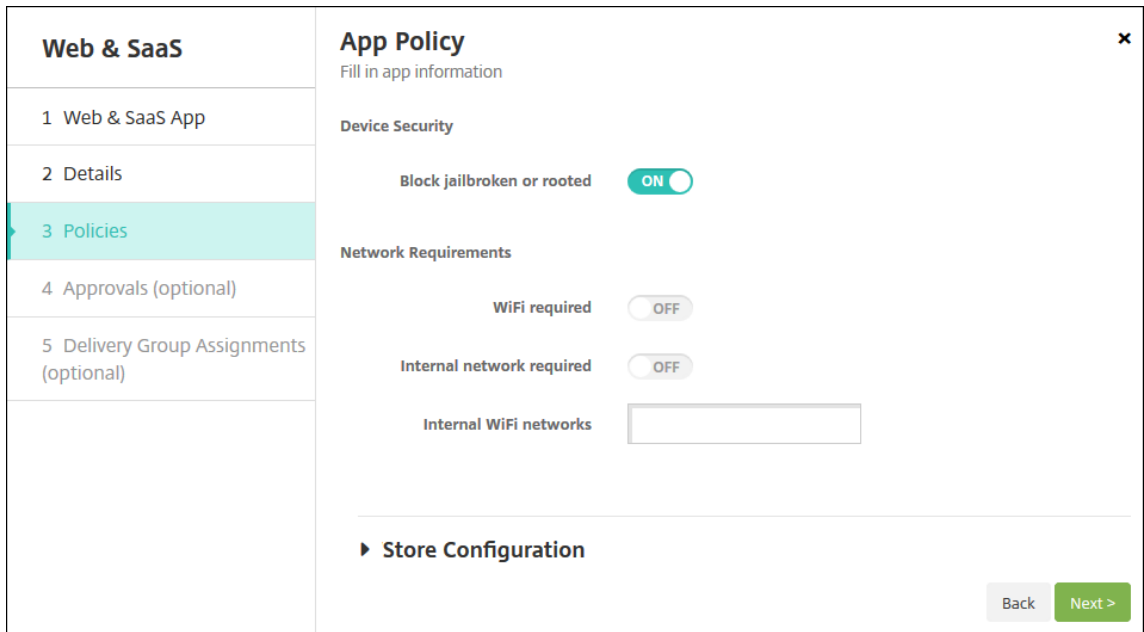 Web & SaaS
1 Web & SaaS App
2 Details
3 Policies
4 Approvals (optional)
5 Delivery Group Assignments
(optional)
App Policy
Fill in app information
Device Security
Block jailbroken or rooted ON
Network Requirements
WiFi required OFF
Internal network required OFF
Internal WiFi networks
Store Configuration
Back Next >